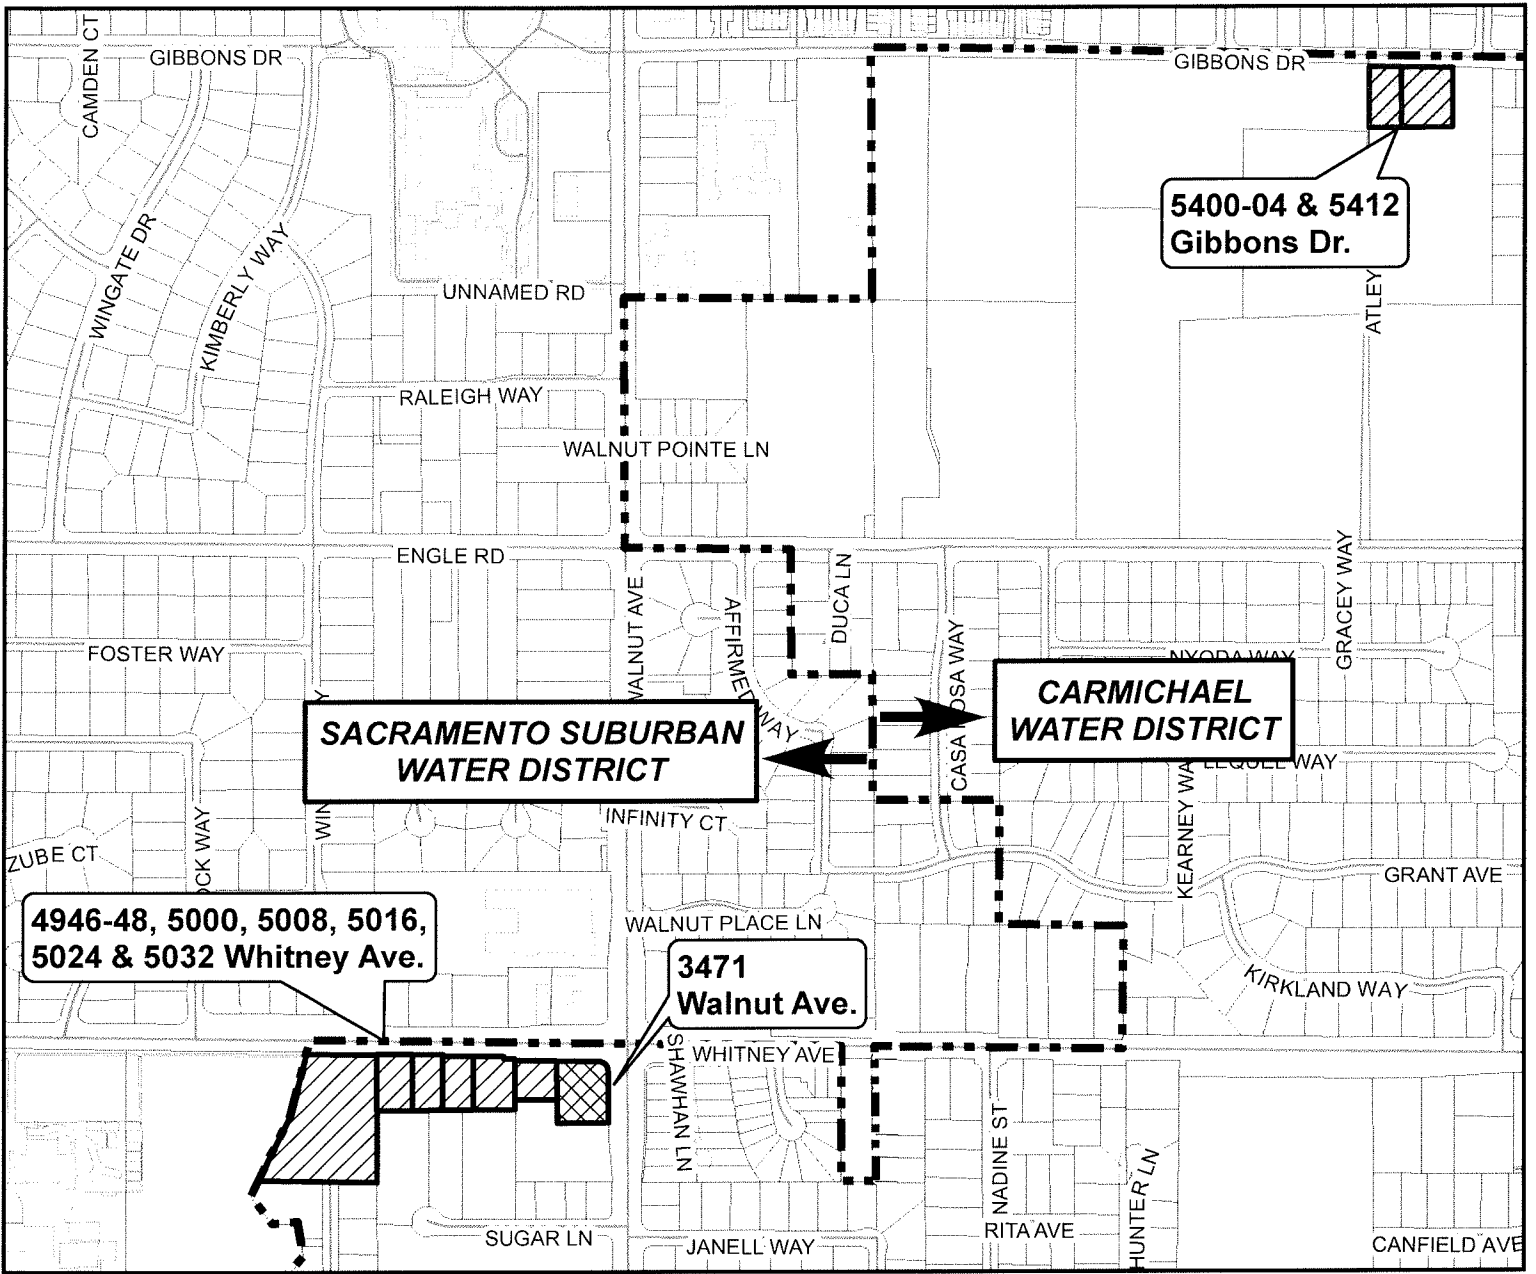 CAMDEN CT
GIBBONS DR
GIBBONS DR
5400-04 & 5412
Gibbons Dr.
WINGATE DR
KIMBERLY WAY
UNNAMED RD
ATLEY
RALEIGH WAY
WALNUT POINTE LN
ENGLE RD
WALNUT AVE
AFFIRMED WAY
DUCA LN
CASA ROSA WAY
GRACEY WAY
FOSTER WAY
NYODA WAY
CARMICHAEL
WATER DISTRICT
SACRAMENTO SUBURBAN
WATER DISTRICT
LEQUEL WAY
KEARNEY WA
INFINITY CT
ZUBE CT
OCK WAY
WIN
Y
GRANT AVE
4946-48, 5000, 5008, 5016,
5024 & 5032 Whitney Ave.
WALNUT PLACE LN
3471
Walnut Ave.
KIRKLAND WAY
SHAWHAN LN
WHITNEY AVE
NADINE ST
HUNTER LN
SUGAR LN
JANELL WAY
RITA AVE
CANFIELD AVE